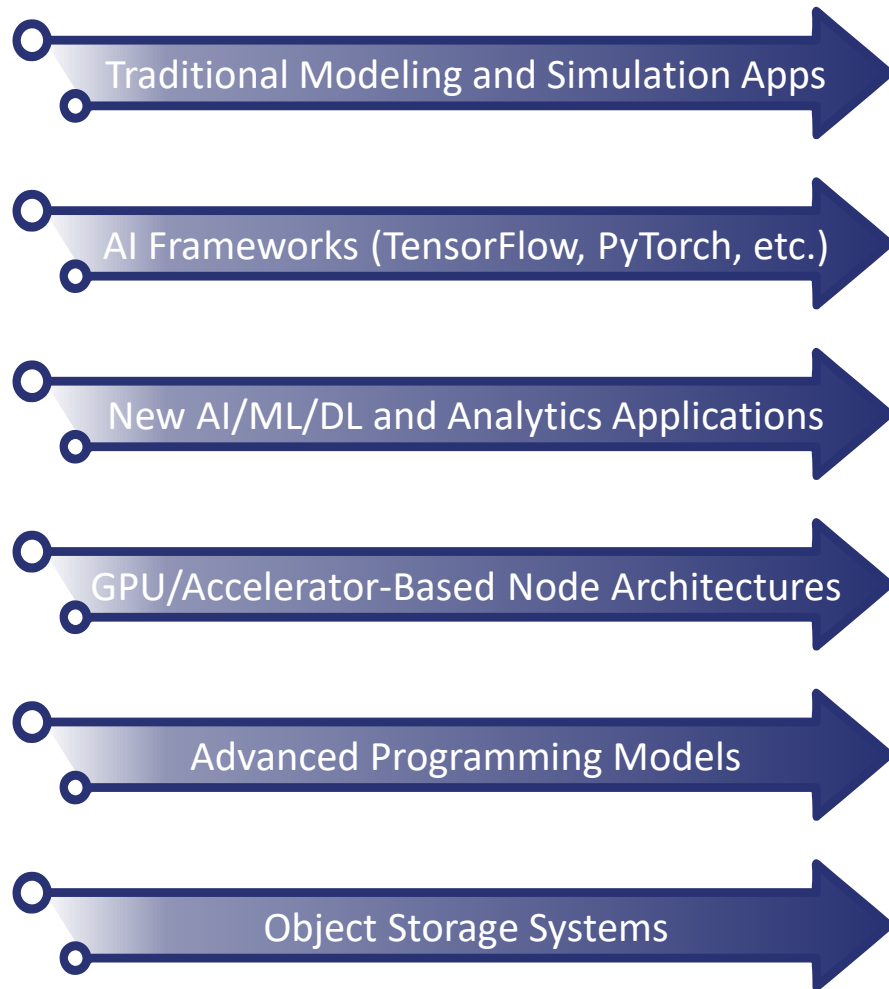 Traditional Modeling and Simulation Apps
AI Frameworks (TensorFlow, PyTorch, etc.)
New AI/ML/DL and Analytics Applications
GPU/Accelerator-Based Node Architectures
Advanced Programming Models
Object Storage Systems